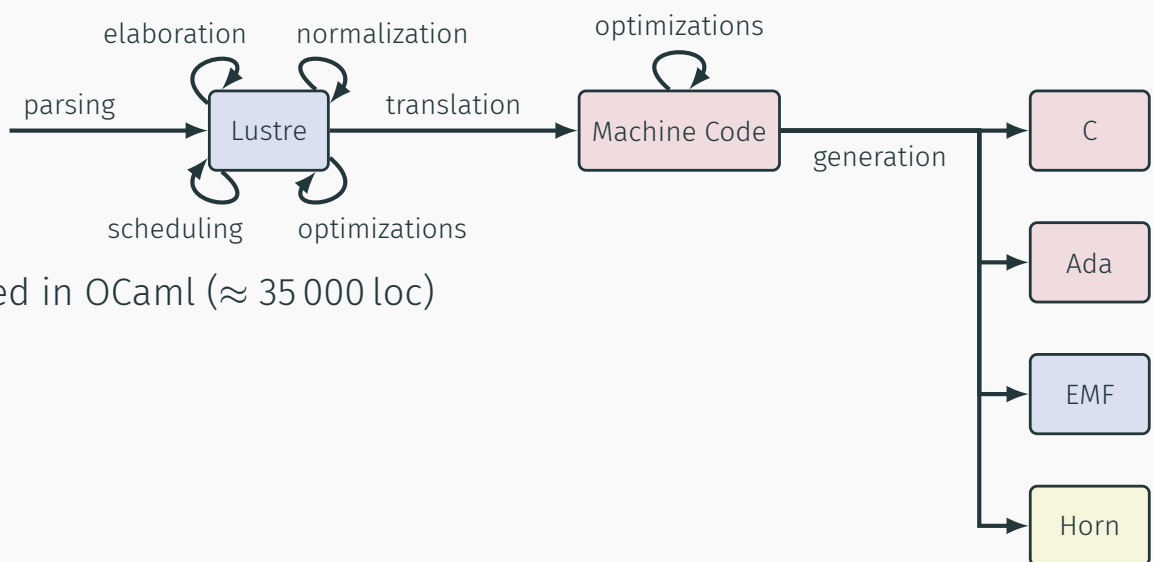 elaboration
normalization
optimizations
parsing
Lustre
translation
Machine Code
generation
C
scheduling
optimizations
Ada
ed in OCaml (≈ 35 000 loc)
EMF
Horn